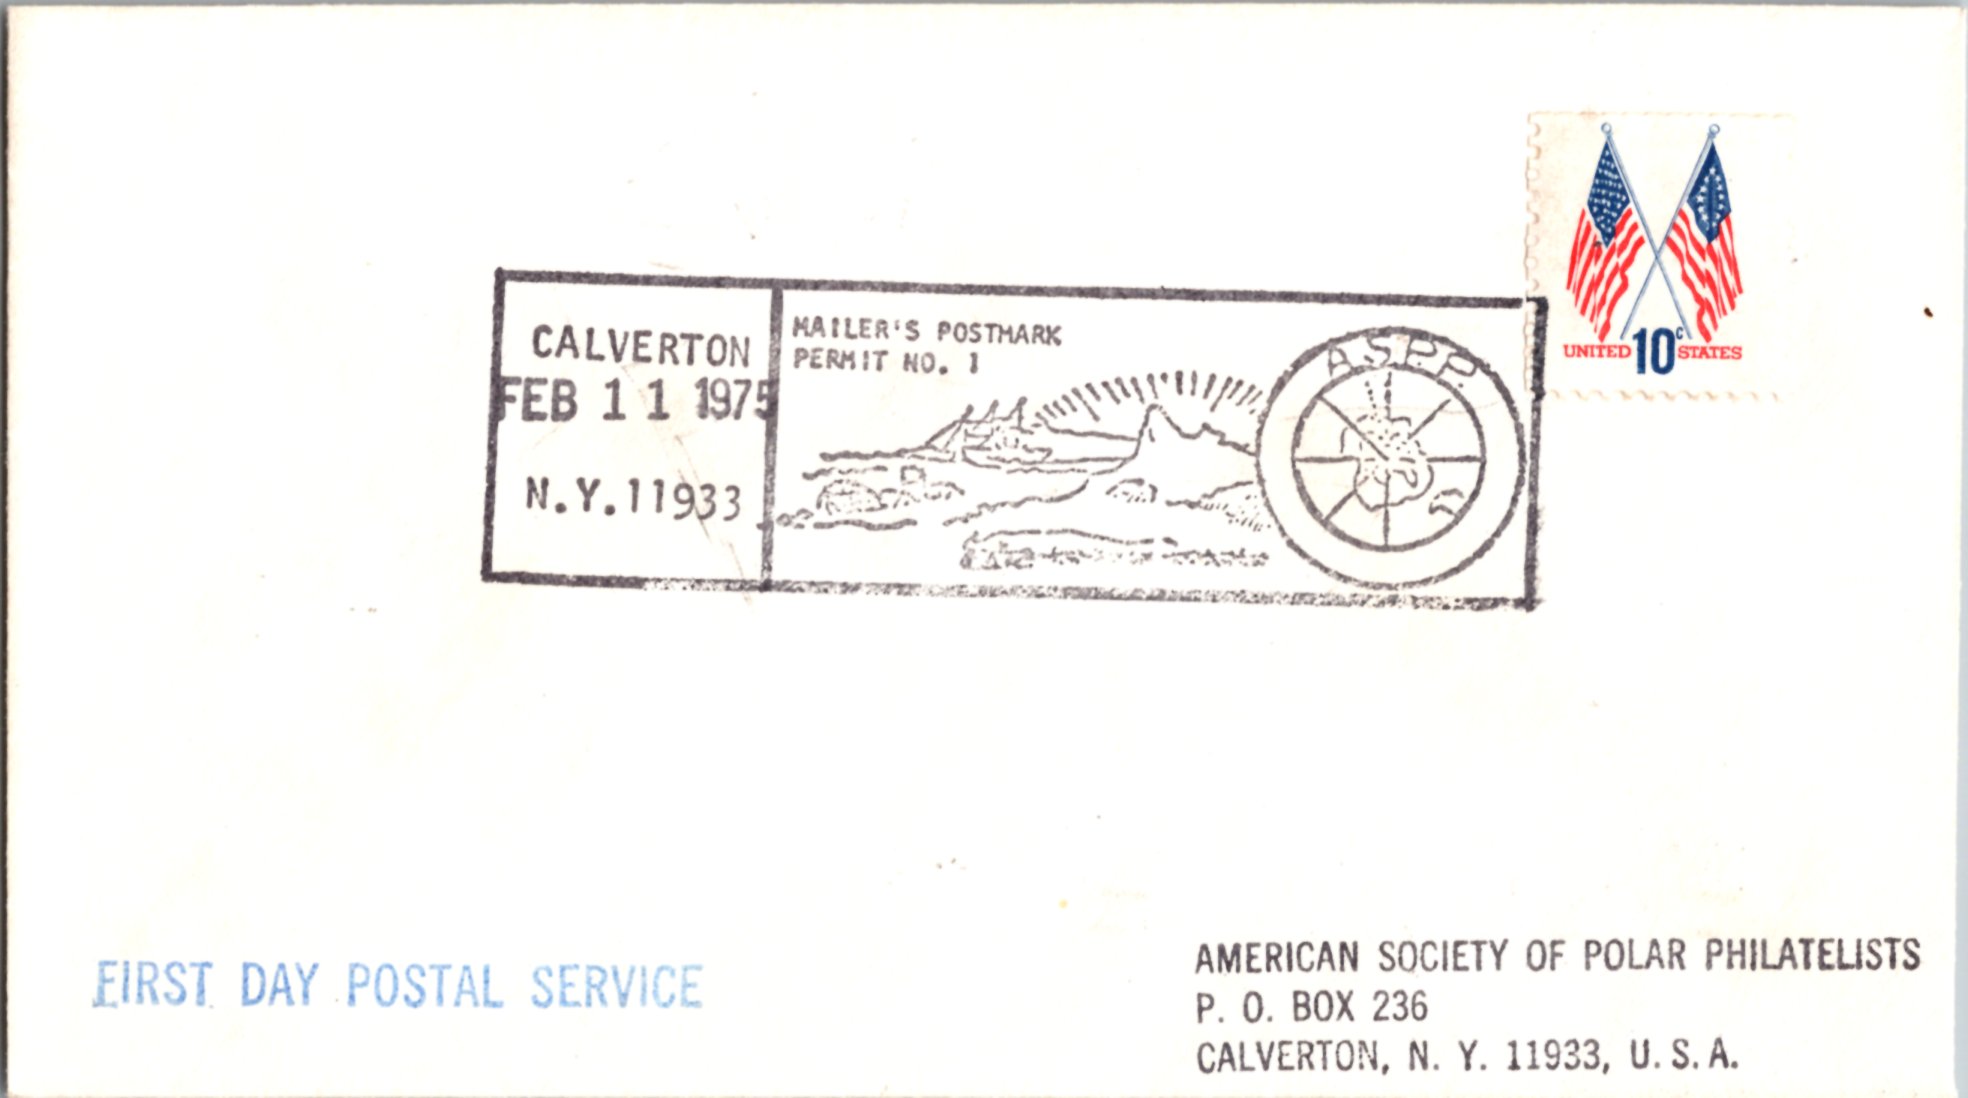 CALVERTON
FEB 11 1975
N.Y. 11933
MAILER'S POSTMARK
PERMIT NO. 1
A.S.P.P.
UNITED 10c STATES
FIRST DAY POSTAL SERVICE
AMERICAN SOCIETY OF POLAR PHILATELISTS
P. O. BOX 236
CALVERTON, N. Y. 11933, U.S.A.